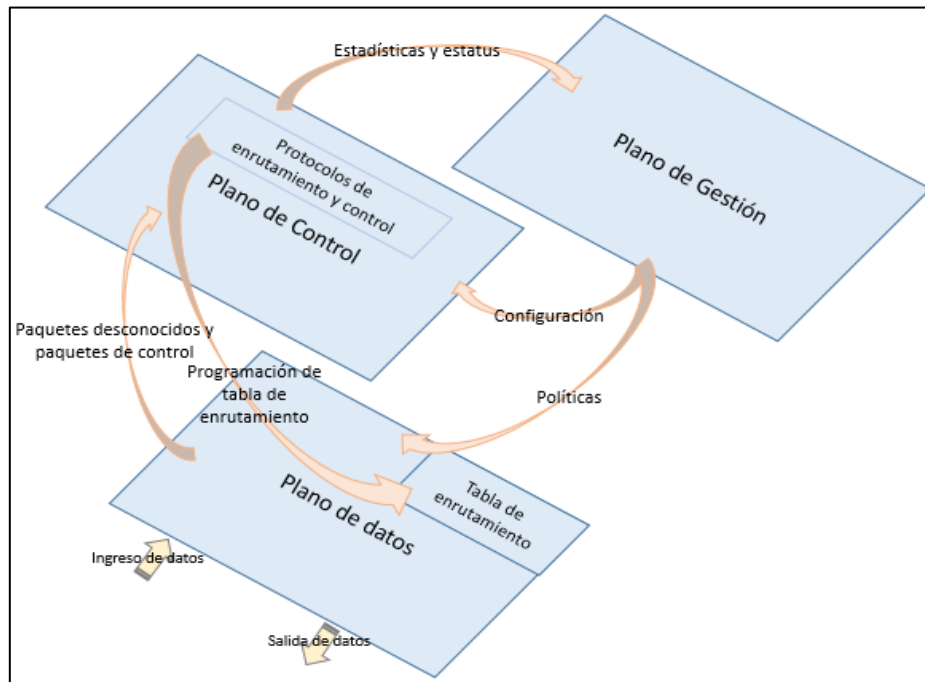 Estadísticas y estatus
Plano de Gestión
Protocolos de
enrutamiento y control
Plano de Control
Configuración
Paquetes desconocidos y
paquetes de control
Programación de
tabla de
enrutamiento
Políticas
Tabla de
enrutamiento
Plano de datos
Ingreso de datos
Salida de datos